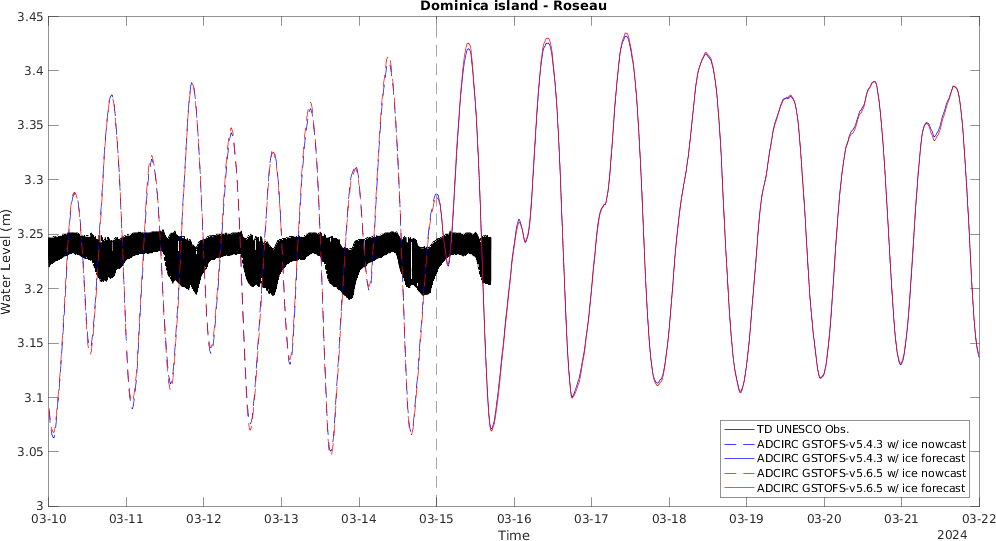 Dominica island - Roseau
3.45
3.4
3.35
3.3
3.25
3.2
3.15
3.1
3.05
3
Water Level (m)
03-10 03-11 03-12 03-13 03-14 03-15 03-16 03-17 03-18 03-19 03-20 03-21 03-22
Time
2024
TD UNESCO Obs.
ADCIRC GSTOFS-v5.4.3 w/ ice nowcast
ADCIRC GSTOFS-v5.4.3 w/ ice forecast
ADCIRC GSTOFS-v5.6.5 w/ ice nowcast
ADCIRC GSTOFS-v5.6.5 w/ ice forecast